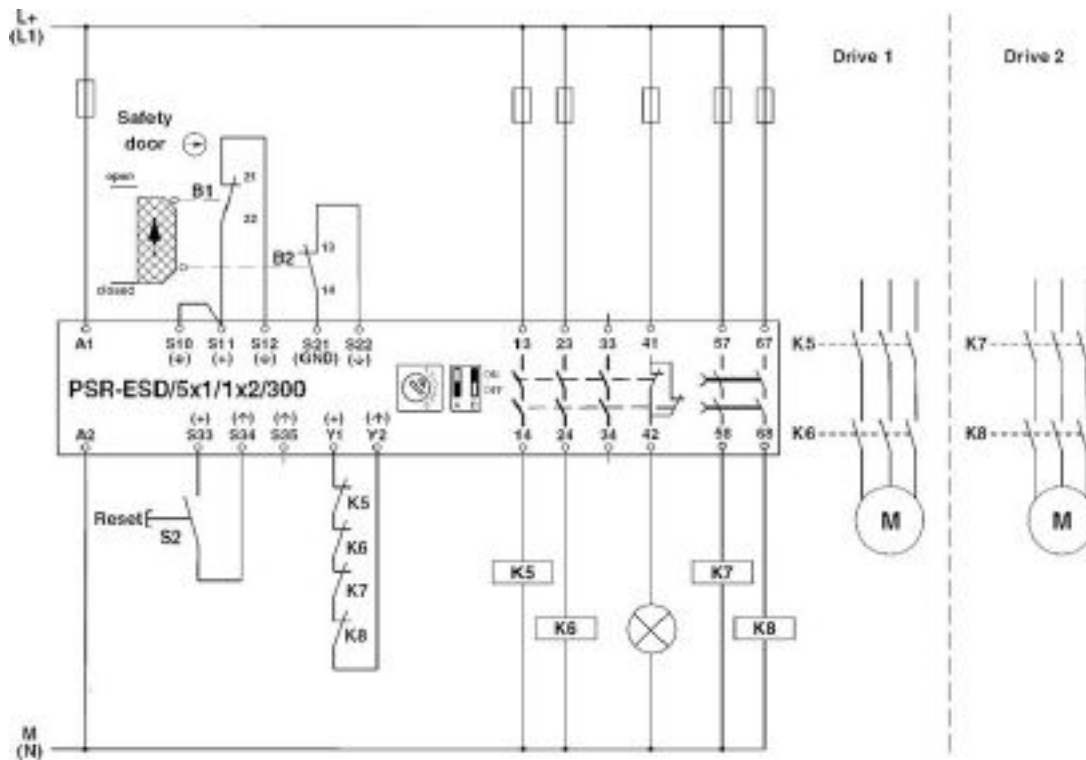 L+
(L1)
Drive 1
Drive 2
Safety
door
open
B1
21
22
B2
13
14
closed
A1
S10
S11
S12
S21
S22
(+)
(GND)
13
23
33
41
57
67
K5
K7
PSR-ESD/5x1/1x2/300
ON
OFF
(+)
(+)
A2
S33
S34
S35
Y1
Y2
14
24
34
42
58
68
K6
K8
Reset
S2
K5
K6
K7
K8
K5
K6
K7
K8
M
M
M
(N)